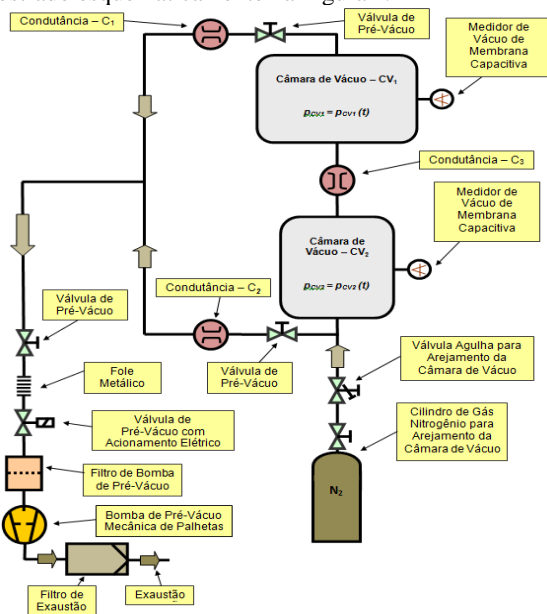 Condutância – C₁
Válvula de
Pré-Vácuo
Medidor de
Vácuo de
Membrana
Capacitiva
Câmara de Vácuo – CV₁
pCV1 = pCV1 (t)
Condutância – C₃
Medidor de
Vácuo de
Membrana
Capacitiva
Câmara de
Vácuo – CV₂
pCV2 = pCV2 (t)
Condutância – C₂
Válvula de
Pré-Vácuo
Válvula de
Pré-Vácuo
Válvula Agulha para
Arejamento da
Câmara de Vácuo
Fole
Metálico
Válvula de
Pré-Vácuo com
Acionamento Elétrico
Cilindro de Gás
Nitrogênio para
Arejamento da
Câmara de Vácuo
Filtro de Bomba
de Pré-Vácuo
N₂
Bomba de Pré-Vácuo
Mecânica de Palhetas
Filtro de
Exaustão
Exaustão